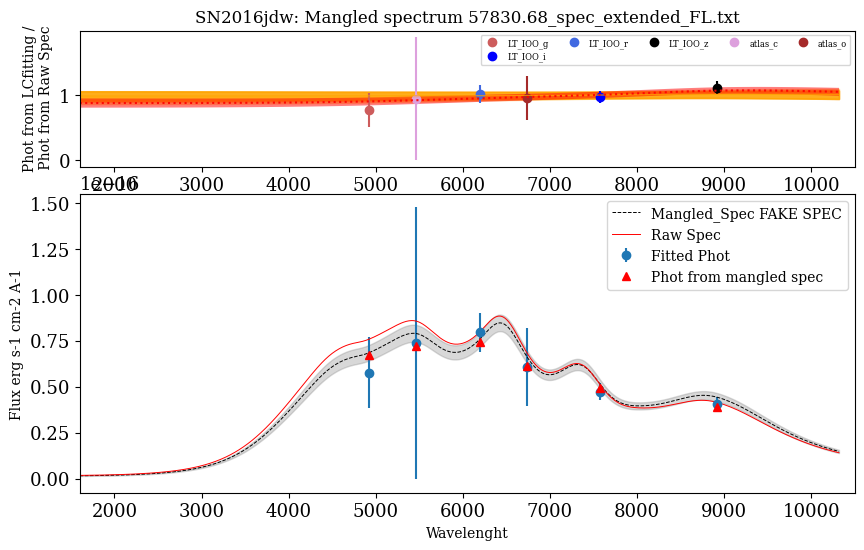 SN2016jdw: Mangled spectrum 57830.68_spec_extended_FL.txt
Phot from LCfitting /
Phot from Raw Spec
1
0
LT_IOO_g
LT_IOO_i
LT_IOO_r
LT_IOO_z
atlas_c
atlas_o
2000 3000 4000 5000 6000 7000 8000 9000 10000
1e−16
Flux erg s-1 cm-2 A-1
1.50
1.25
1.00
0.75
0.50
0.25
0.00
Mangled_Spec FAKE SPEC
Raw Spec
Fitted Phot
Phot from mangled spec
2000 3000 4000 5000 6000 7000 8000 9000 10000
Wavelenght